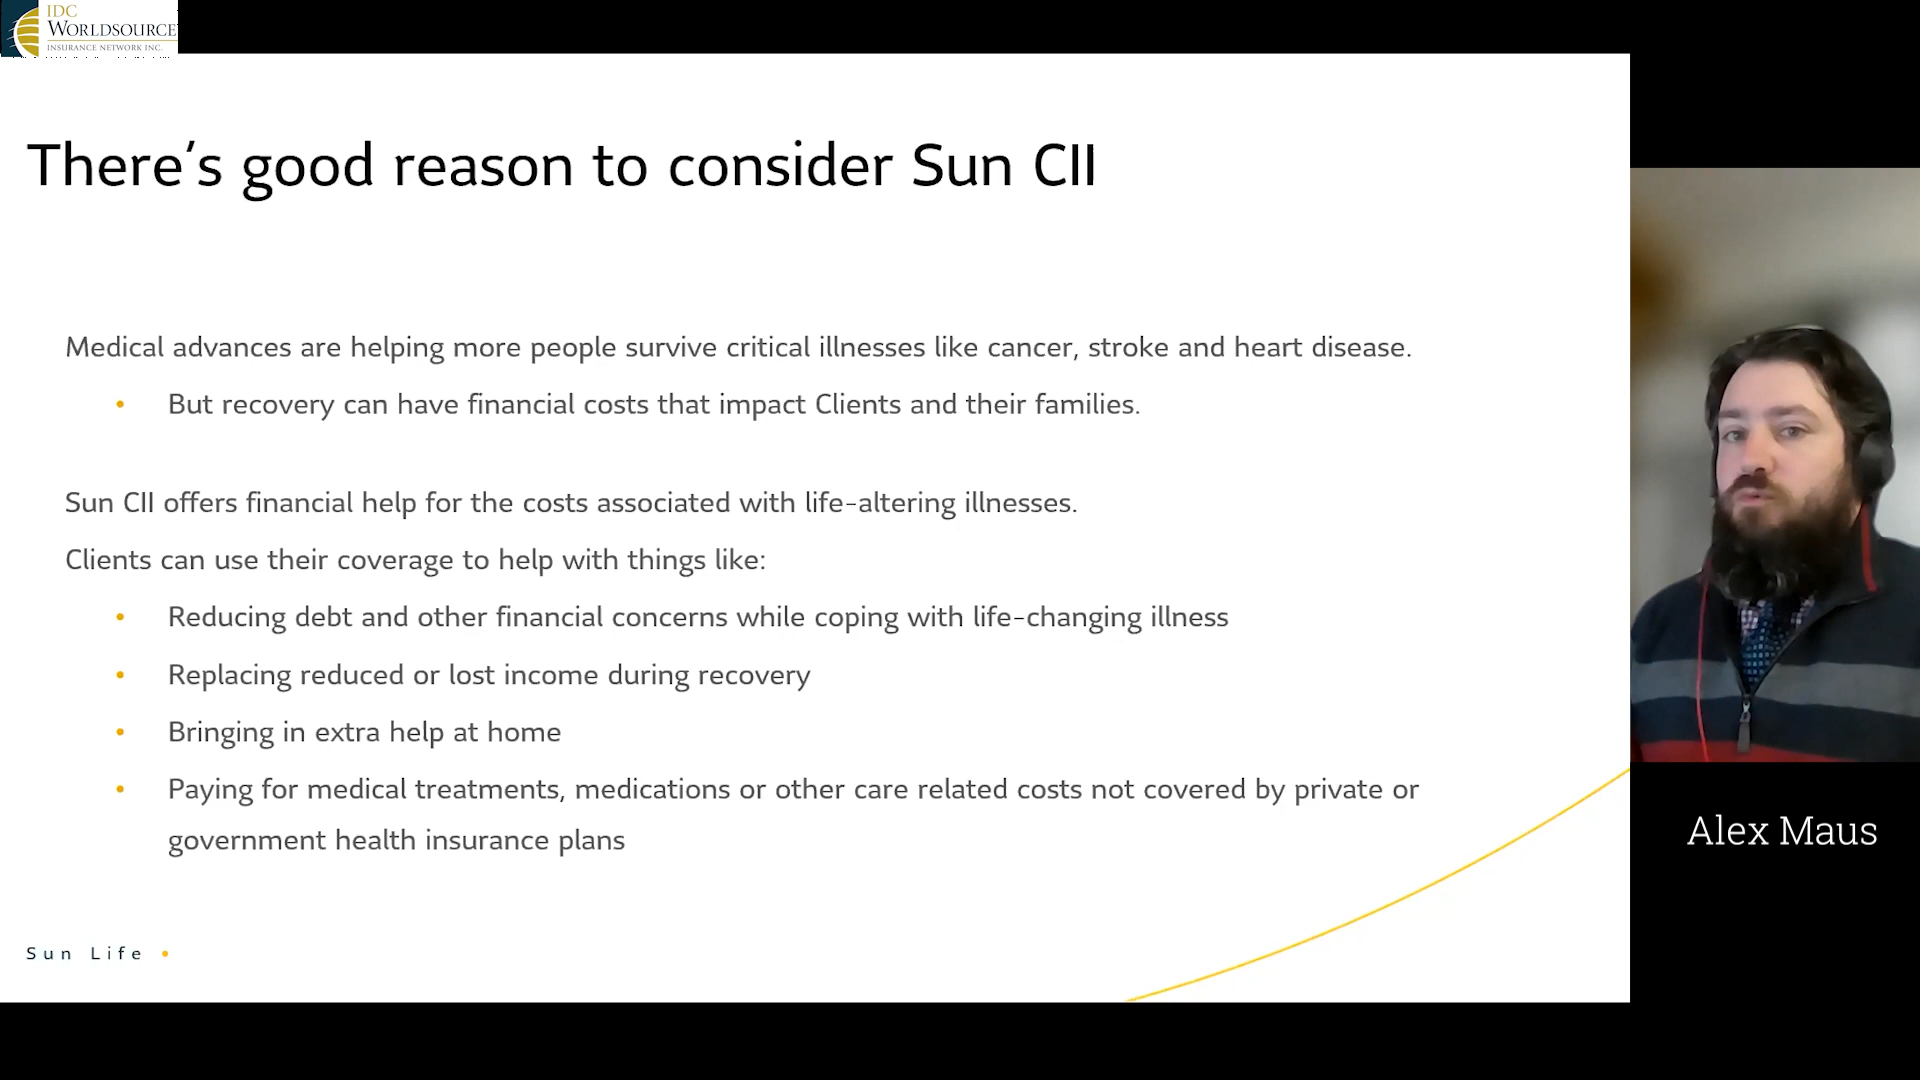 IDC
WORLDSOURCE
INSURANCE NETWORK INC.
There's good reason to consider Sun CII
Medical advances are helping more people survive critical illnesses like cancer, stroke and heart disease.
• But recovery can have financial costs that impact Clients and their families.
Sun CII offers financial help for the costs associated with life-altering illnesses.
Clients can use their coverage to help with things like:
• Reducing debt and other financial concerns while coping with life-changing illness
• Replacing reduced or lost income during recovery
• Bringing in extra help at home
• Paying for medical treatments, medications or other care related costs not covered by private or
government health insurance plans
Sun Life
Alex Maus